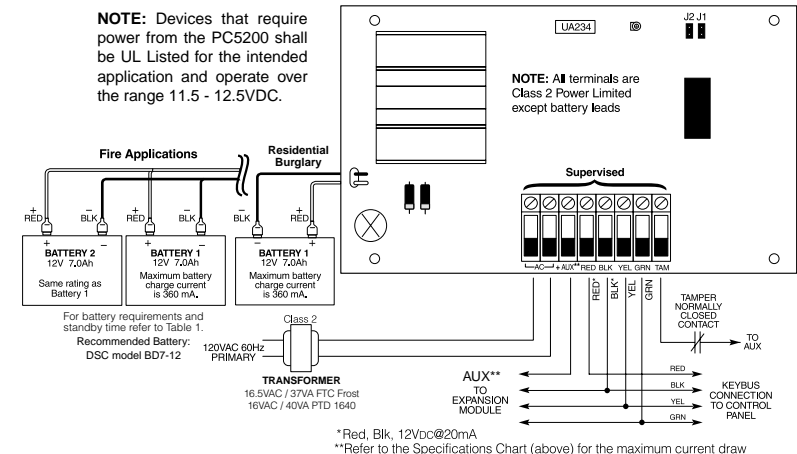 NOTE: Devices that require
power from the PC5200 shall
be UL Listed for the intended
application and operate over
the range 11.5 - 12.5VDC.
UA234
J2 J1
NOTE: All terminals are
Class 2 Power Limited
except battery leads
Fire Applications
Residential
Burglary
Supervised
+ RED
– BLK
+ RED
– BLK
– BLK
+ RED
+ –
BATTERY 2
12V 7.0Ah
Same rating as
Battery 1
+ –
BATTERY 1
12V 7.0Ah
Maximum battery
charge current
is 360 mA.
– +
BATTERY 1
12V 7.0Ah
Maximum battery
charge current
is 360 mA.
AC + AUX** RED BLK YEL GRN TAM
RED*
BLK*
YEL
GRN
TAMPER
NORMALLY
CLOSED
CONTACT
TO
AUX
For battery requirements and
standby time refer to Table 1.
Recommended Battery:
DSC model BD7-12
Class 2
120VAC 60Hz
PRIMARY
TRANSFORMER
16.5VAC / 37VA FTC Frost
16VAC / 40VA PTD 1640
AUX**
TO
EXPANSION
MODULE
RED
BLK
YEL
GRN
KEYBUS
CONNECTION
TO CONTROL
PANEL
*Red, Blk, 12VDC@20mA
**Refer to the Specifications Chart (above) for the maximum current draw